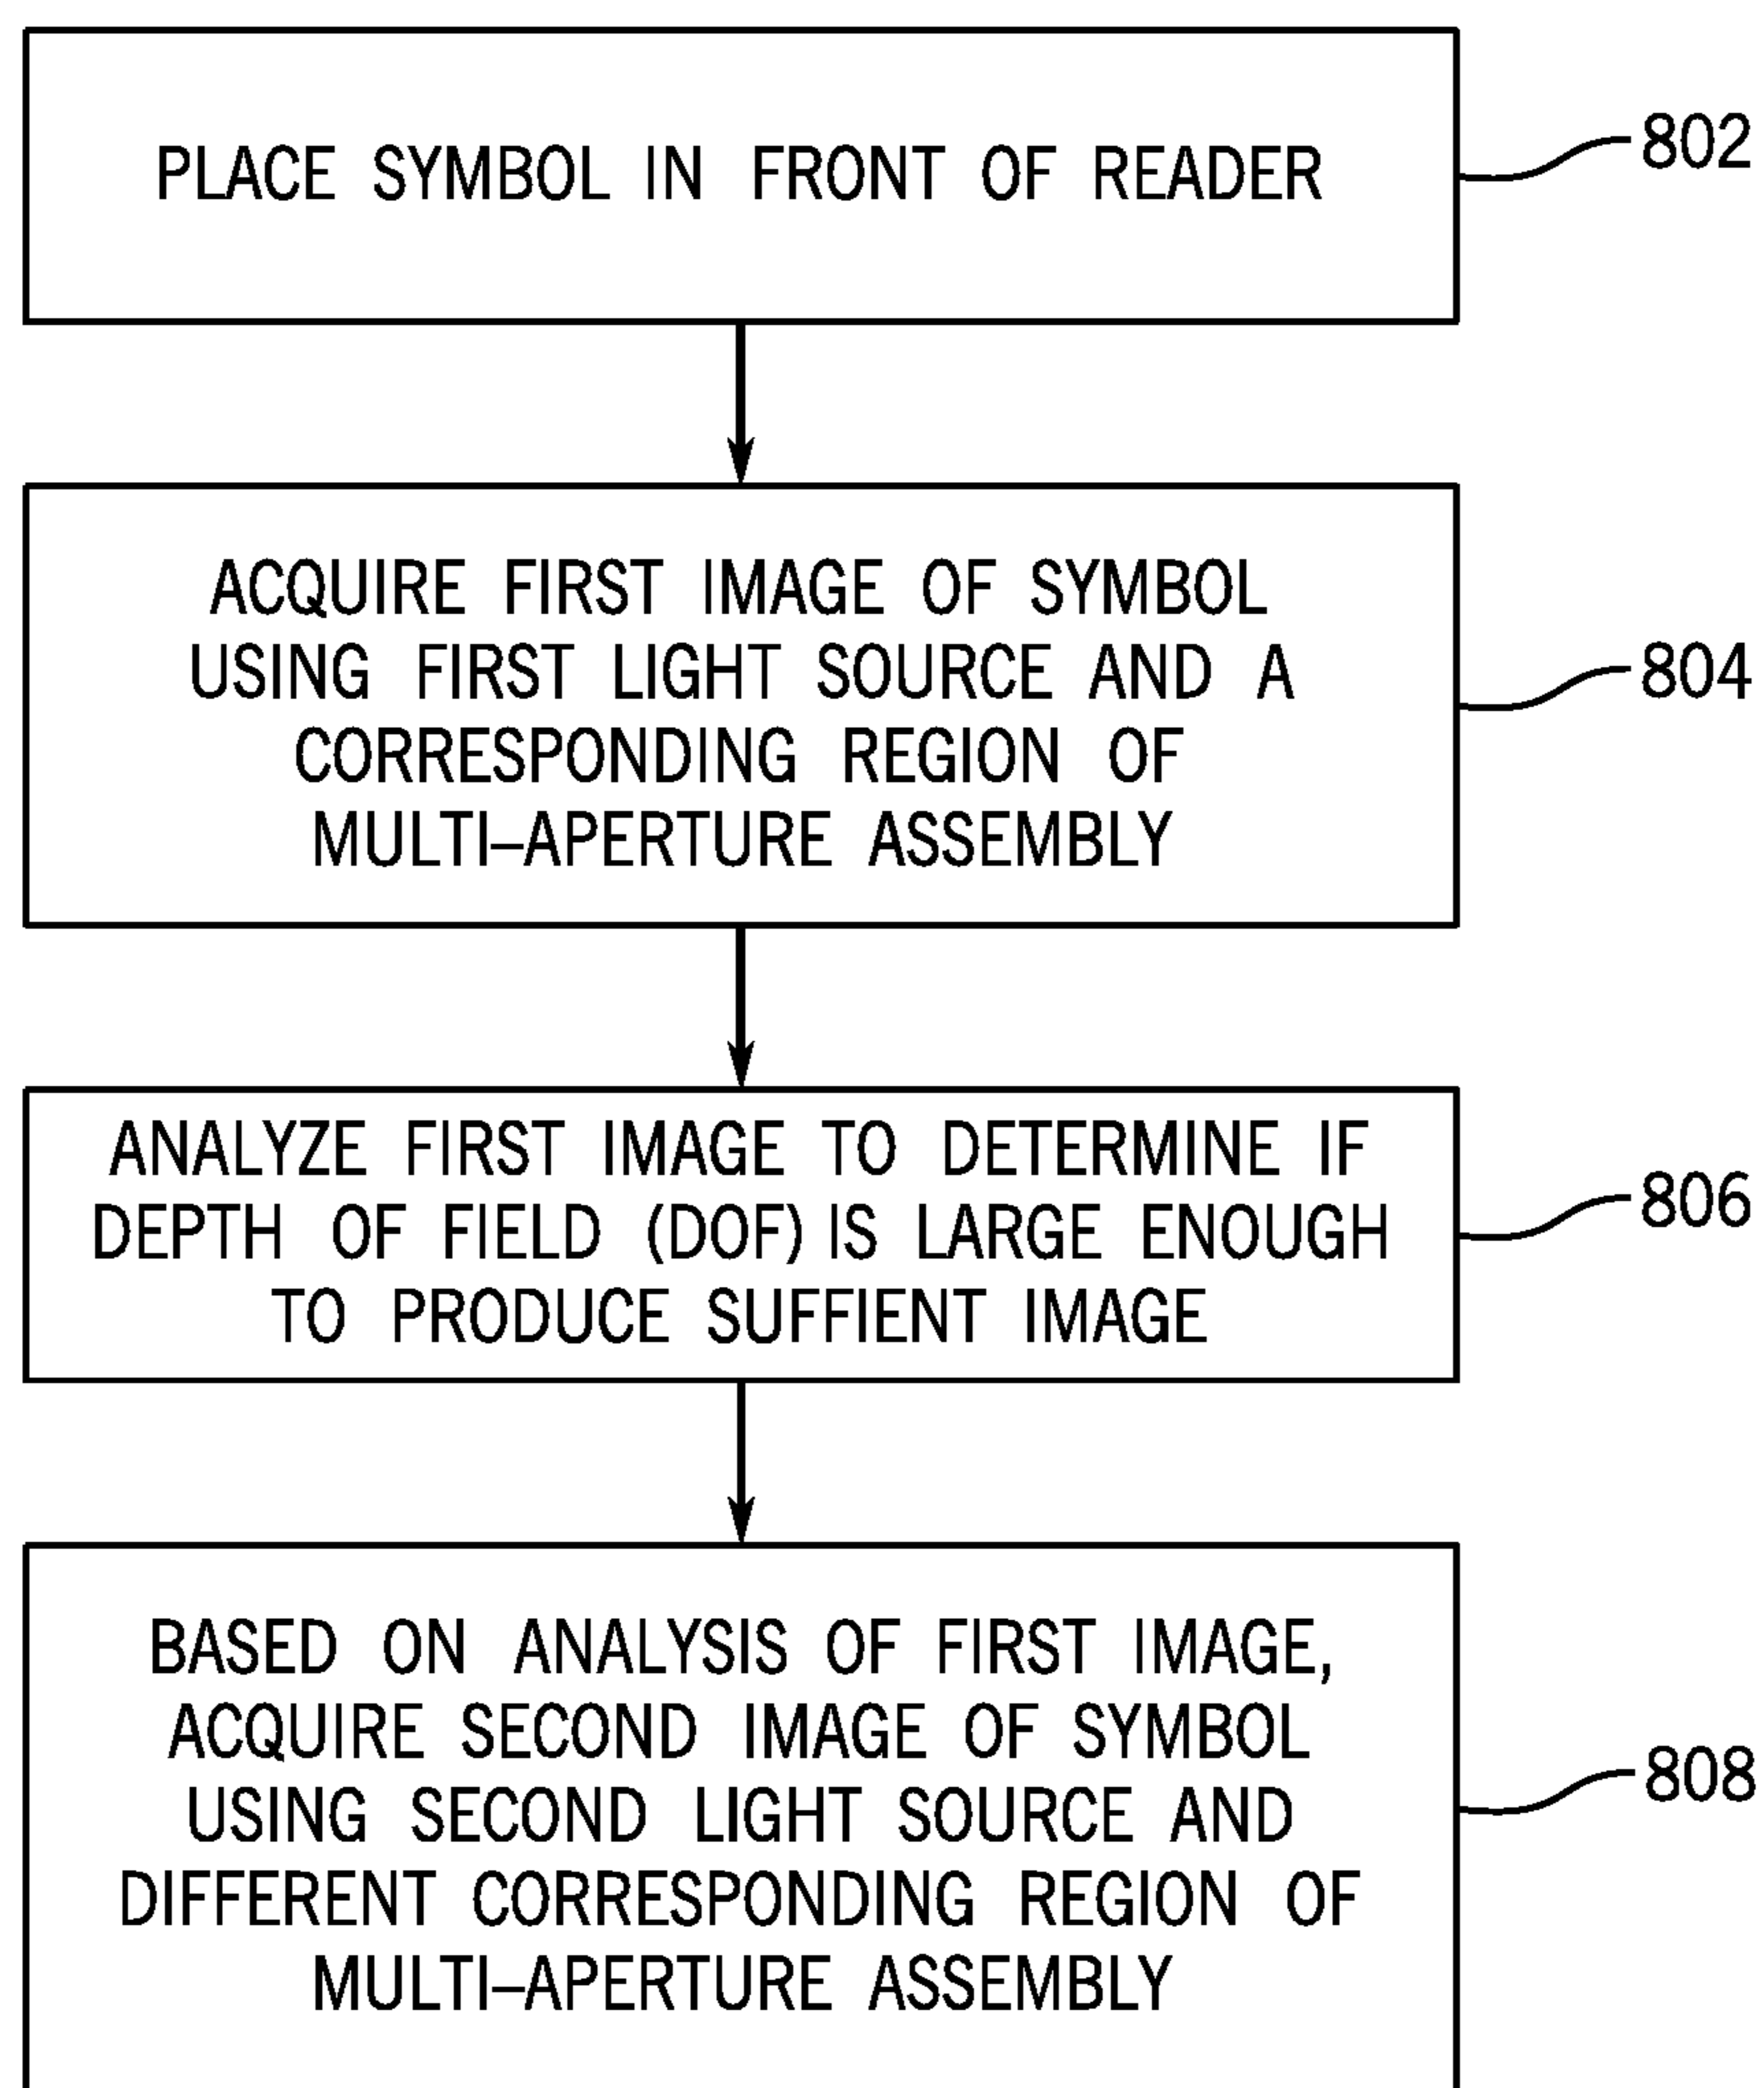 PLACE SYMBOL IN FRONT OF READER
802
ACQUIRE FIRST IMAGE OF SYMBOL
USING FIRST LIGHT SOURCE AND A
CORRESPONDING REGION OF
MULTI–APERTURE ASSEMBLY
804
ANALYZE FIRST IMAGE TO DETERMINE IF
DEPTH OF FIELD (DOF) IS LARGE ENOUGH
TO PRODUCE SUFFIENT IMAGE
806
BASED ON ANALYSIS OF FIRST IMAGE,
ACQUIRE SECOND IMAGE OF SYMBOL
USING SECOND LIGHT SOURCE AND
DIFFERENT CORRESPONDING REGION OF
MULTI–APERTURE ASSEMBLY
808